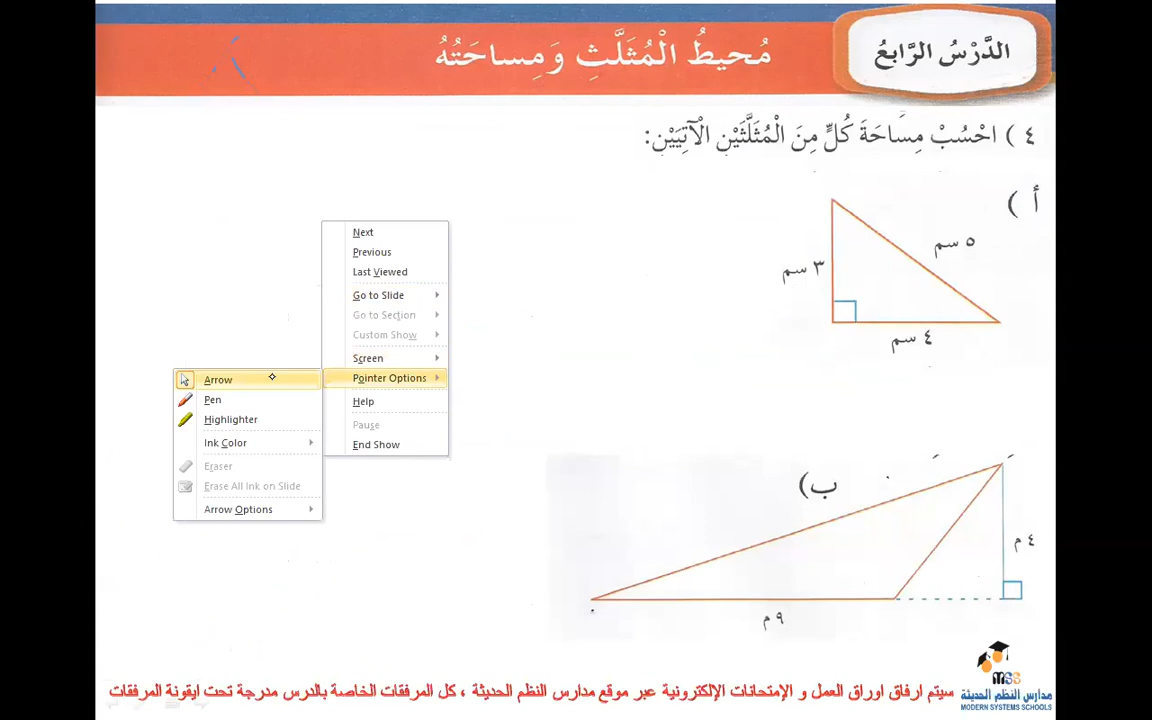 الدَّرْسُ الرَّابِعُ
مُحيطُ الْمُثَلَّثِ وَمِساحَتُهُ
٤ ) احْسُبْ مِسَاحَةَ كُلٍّ مِنَ الْمُثَلَّثَيْنِ الْآتِيَيْنِ:
أ )
٥ سم
٣ سم
٤ سم
Next
Previous
Last Viewed
Go to Slide
Go to Section
Custom Show
Screen
Pointer Options
Help
Pause
End Show
Arrow
Pen
Highlighter
Ink Color
Eraser
Erase All Ink on Slide
Arrow Options
ب)
٤ م
٩ م
سيتم ارفاق اوراق العمل و الإمتحانات الإلكترونية عبر موقع مدارس النظم الحديثة ، كل المرفقات الخاصة بالدرس مدرجة تحت ايقونة المرفقات
MSS
مدارس النظم الحديثة
MODERN SYSTEMS SCHOOLS